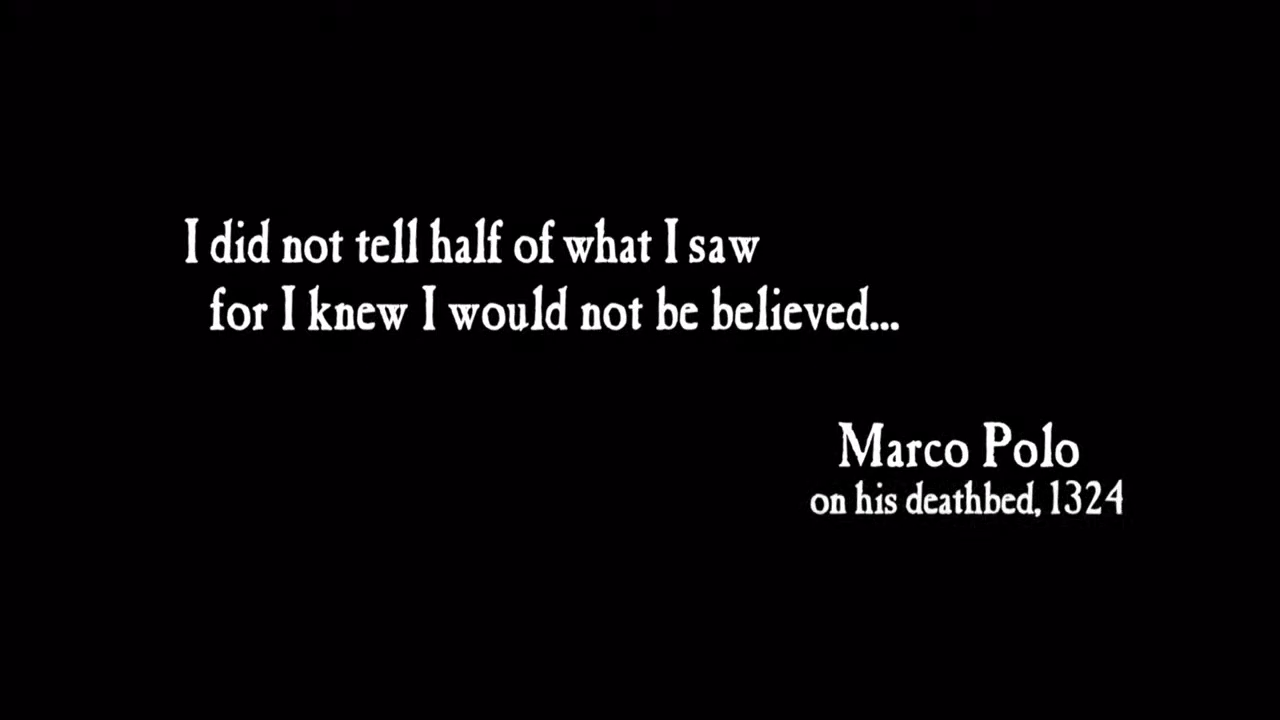 I did not tell half of what I saw
for I knew I would not be believed...
Marco Polo
on his deathbed, 1324